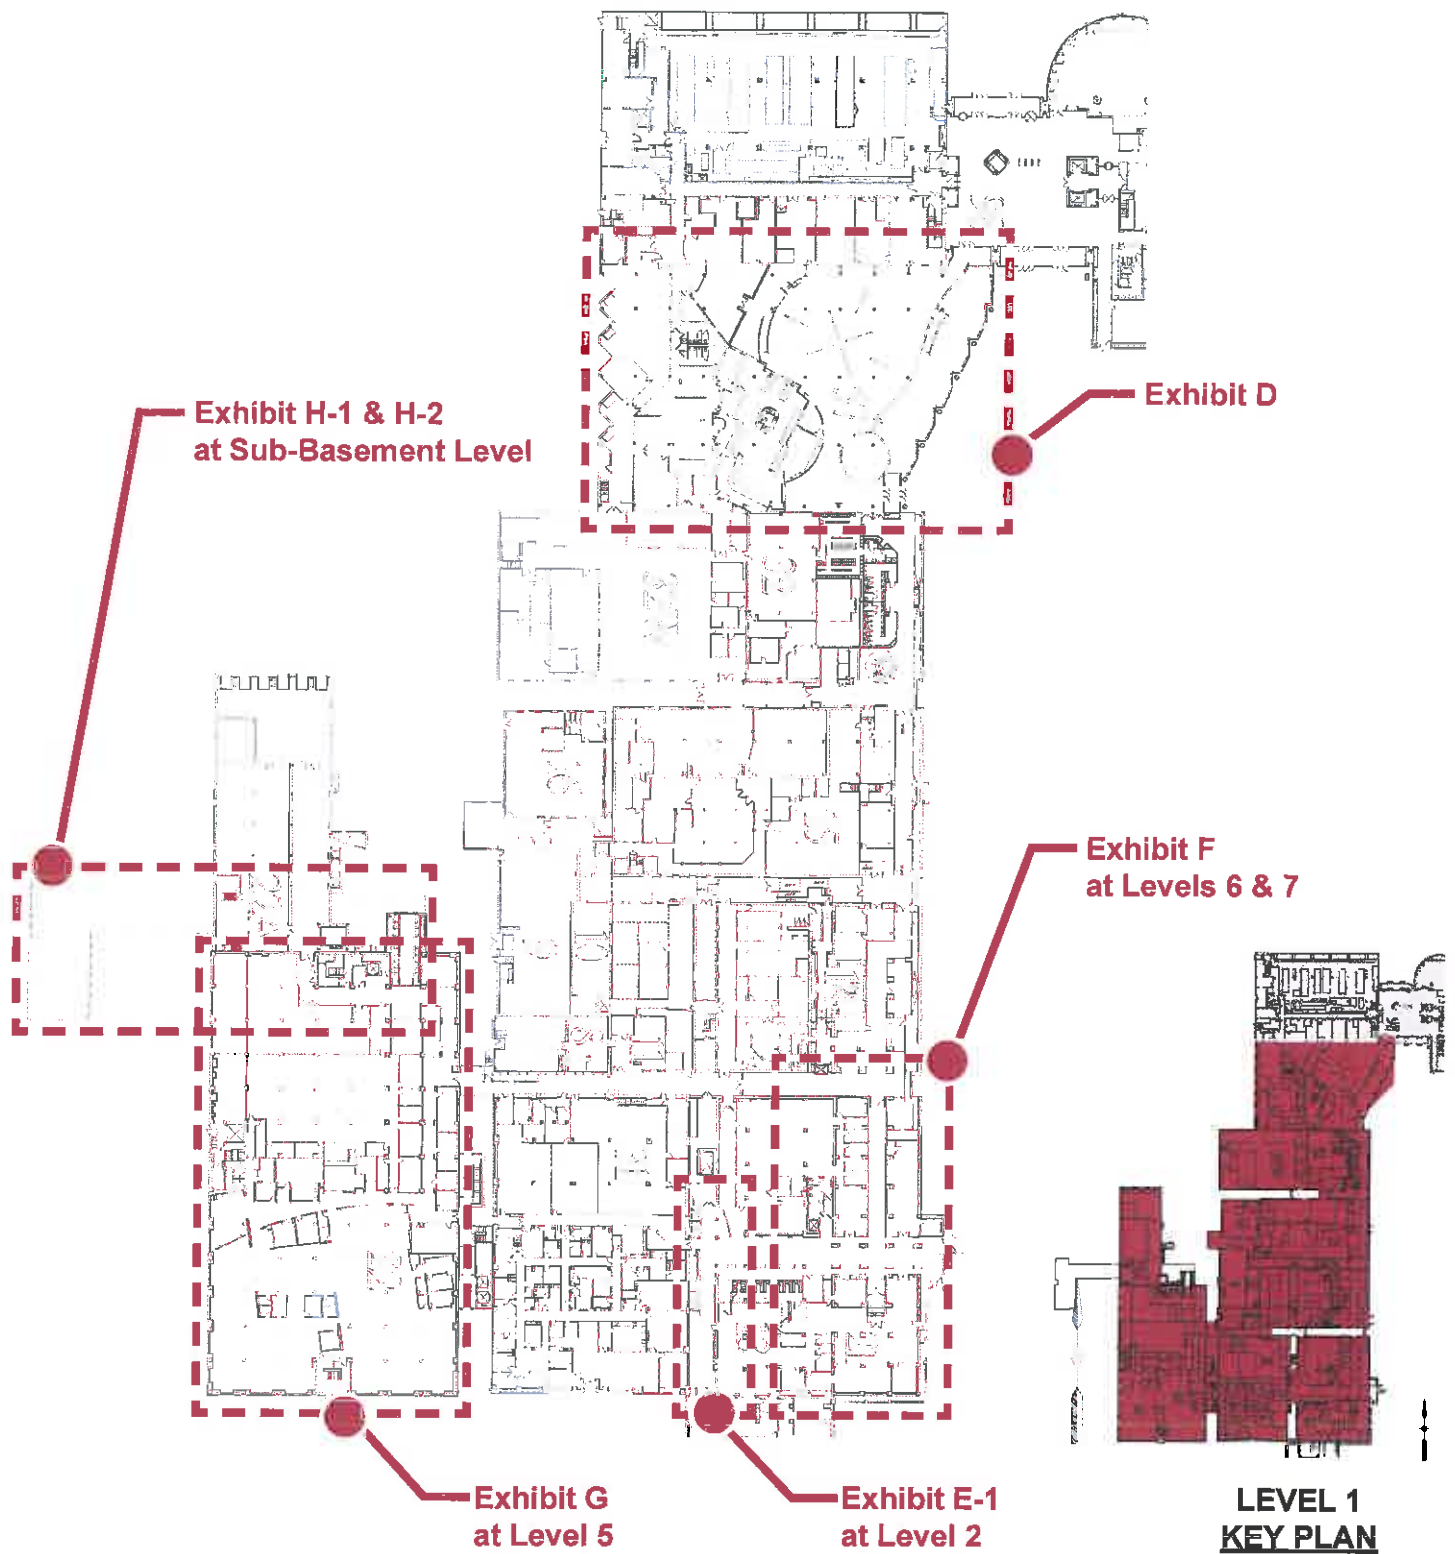 Exhibit D
Exhibit H-1 & H-2
at Sub-Basement Level
Exhibit F
at Levels 6 & 7
Exhibit G
at Level 5
Exhibit E-1
at Level 2
LEVEL 1
KEY PLAN